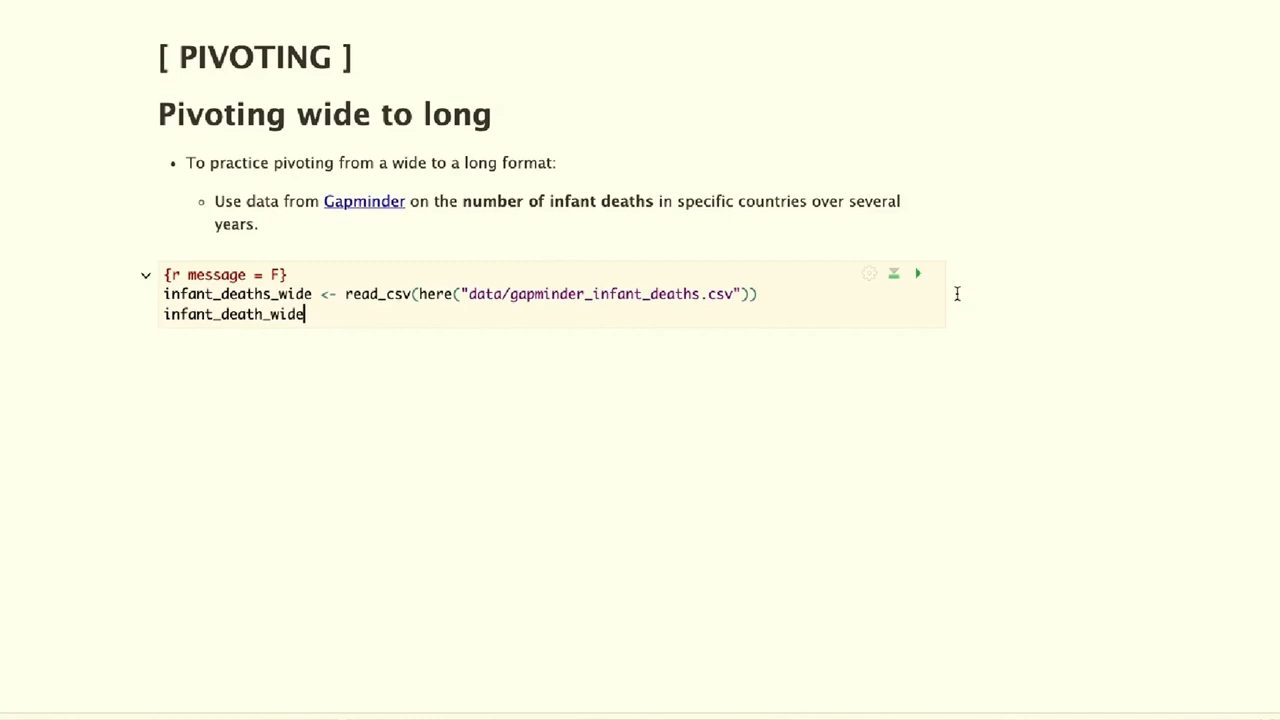 [ PIVOTING ]
Pivoting wide to long
• To practice pivoting from a wide to a long format:
◦ Use data from Gapminder on the number of infant deaths in specific countries over several
years.
{r message = F}
infant_deaths_wide <- read_csv(here("data/gapminder_infant_deaths.csv"))
infant_death_wide